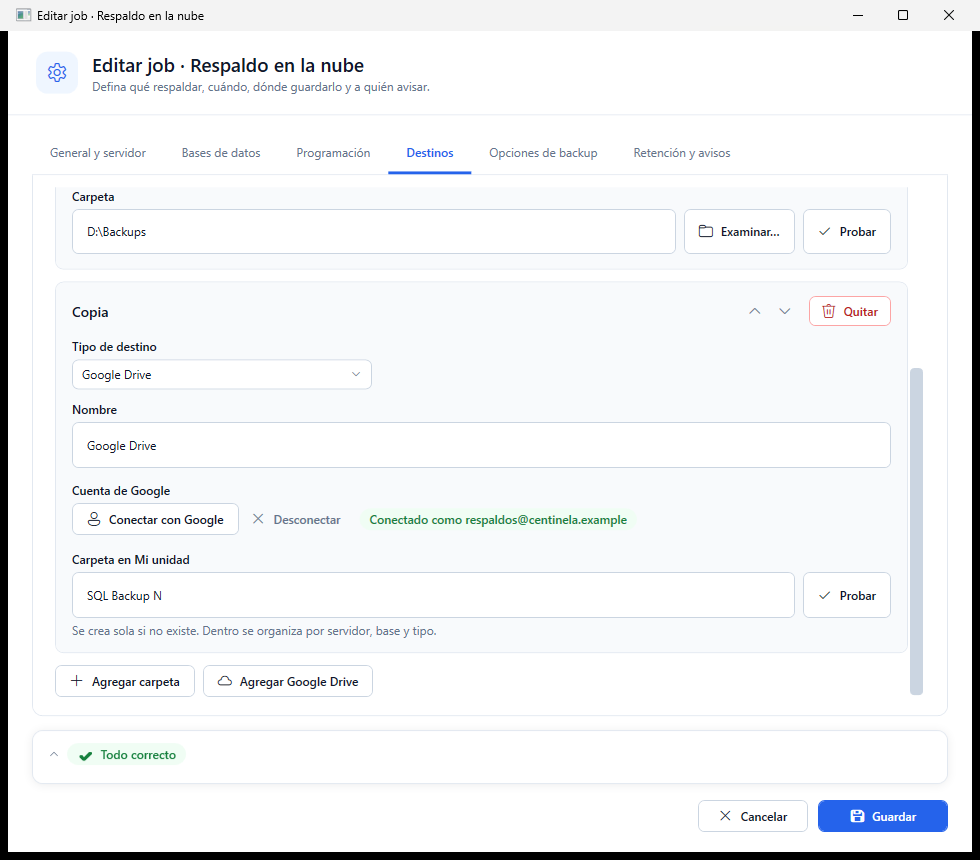 Editar job · Respaldo en la nube
Editar job · Respaldo en la nube
Defina qué respaldar, cuándo, dónde guardarlo y a quién avisar.
General y servidor
Bases de datos
Programación
Destinos
Opciones de backup
Retención y avisos
Carpeta
D:\Backups
Examinar...
Probar
Copia
Quitar
Tipo de destino
Google Drive
Nombre
Google Drive
Cuenta de Google
Conectar con Google
Desconectar
Conectado como respaldos@centinela.example
Carpeta en Mi unidad
SQL Backup N
Probar
Se crea sola si no existe. Dentro se organiza por servidor, base y tipo.
Agregar carpeta
Agregar Google Drive
Todo correcto
Cancelar
Guardar